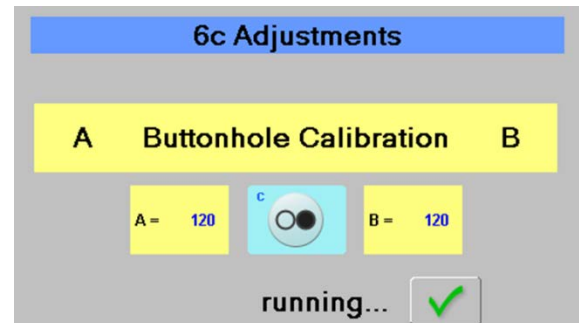 6c Adjustments
A Buttonhole Calibration B
A = 120 C B = 120
running...